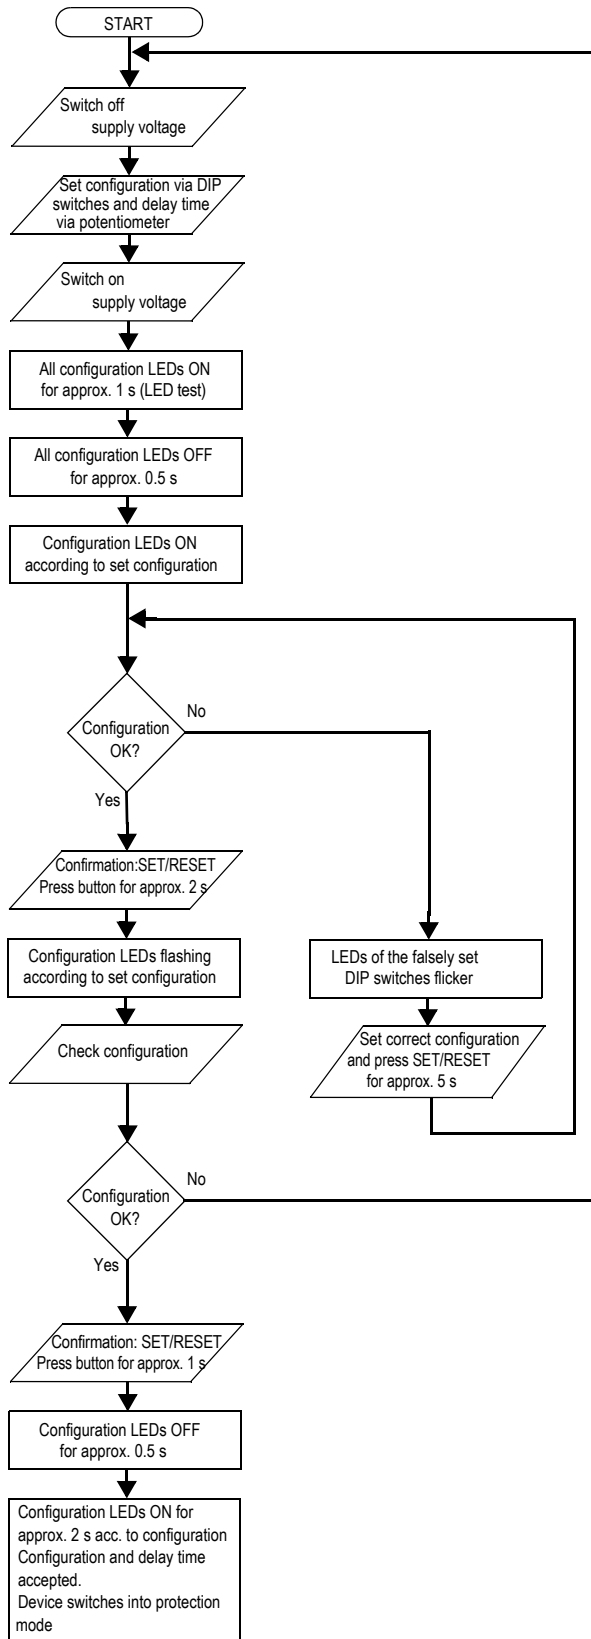 START
Switch off
supply voltage
Set configuration via DIP
switches and delay time
via potentiometer
Switch on
supply voltage
All configuration LEDs ON
for approx. 1 s (LED test)
All configuration LEDs OFF
for approx. 0.5 s
Configuration LEDs ON
according to set configuration
Configuration
OK?
No
Yes
Confirmation:SET/RESET
Press button for approx. 2 s
Configuration LEDs flashing
according to set configuration
LEDs of the falsely set
DIP switches flicker
Check configuration
Set correct configuration
and press SET/RESET
for approx. 5 s
Configuration
OK?
No
Yes
Confirmation: SET/RESET
Press button for approx. 1 s
Configuration LEDs OFF
for approx. 0.5 s
Configuration LEDs ON for
approx. 2 s acc. to configuration
Configuration and delay time
accepted.
Device switches into protection
mode